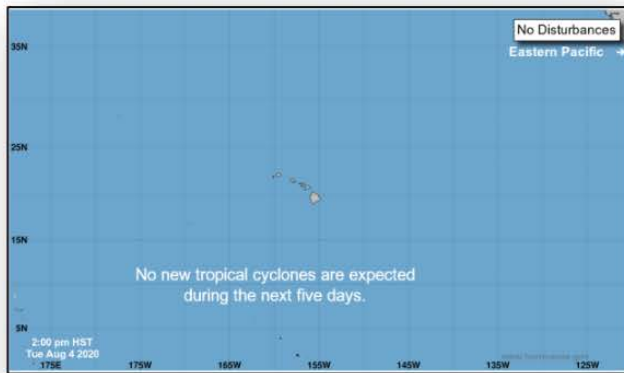 No Disturbances
Eastern Pacific →
35N
25N
15N
No new tropical cyclones are expected
during the next five days.
5N
2:00 pm HST
Tue Aug 4 2020
175E 175W 165W 155W 145W 135W 125W